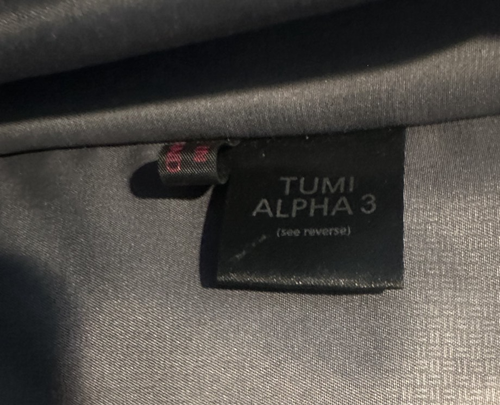 TUMI
ALPHA 3
(see reverse)